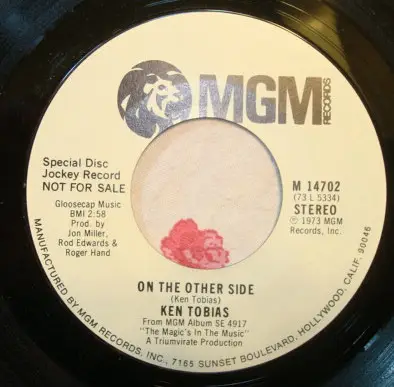 MGM
RECORDS
Special Disc
Jockey Record
NOT FOR SALE
Gloosecap Music
BMI 2:58
Prod. by
Jon Miller,
Rod Edwards &
Roger Hand
M 14702
(73 L 5334)
STEREO
Ⓟ 1973 MGM
Records, Inc.
ON THE OTHER SIDE
(Ken Tobias)
KEN TOBIAS
From MGM Album SE 4917
"The Magic's In The Music"
A Triumvirate Production
MANUFACTURED BY MGM RECORDS, INC., 7165 SUNSET BOULEVARD, HOLLYWOOD, CALIF. 90046